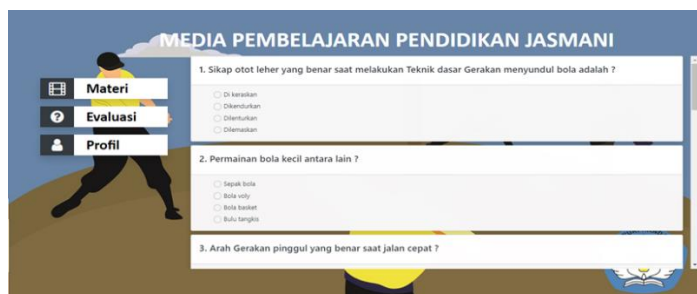 MEDIA PEMBELAJARAN PENDIDIKAN JASMANI
Materi
Evaluasi
Profil
1. Sikap otot leher yang benar saat melakukan Teknik dasar Gerakan menyundul bola adalah ?
Di keraskan
Dikendurkan
Dilenturkan
Dilemaskan
2. Permainan bola kecil antara lain ?
Sepak bola
Bola voly
Bola basket
Bulu tangkis
3. Arah Gerakan pinggul yang benar saat jalan cepat ?